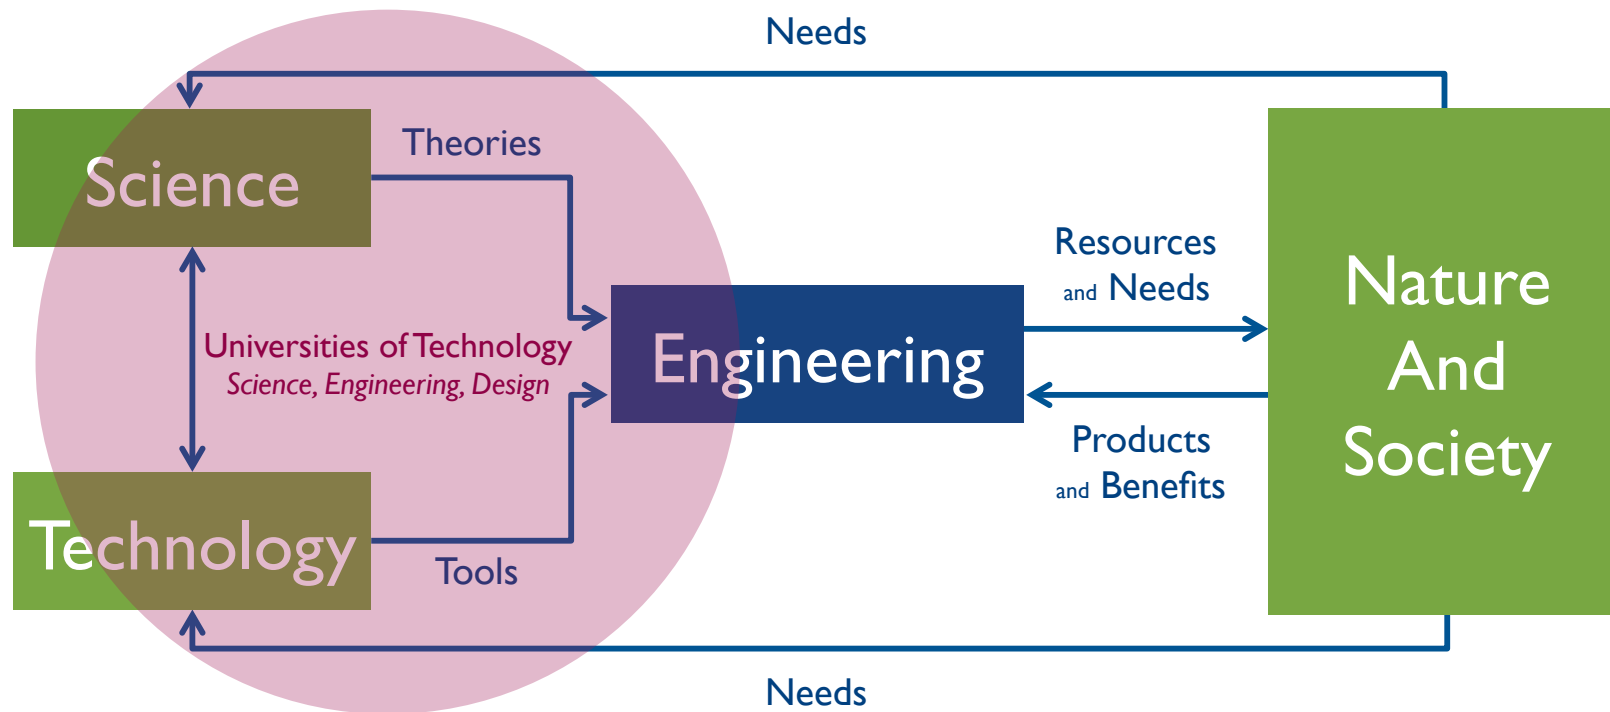 Needs
Theories
Science
Resources
and Needs
Nature
And
Society
Universities of Technology
Science, Engineering, Design
Engineering
Products
and Benefits
Technology
Tools
Needs